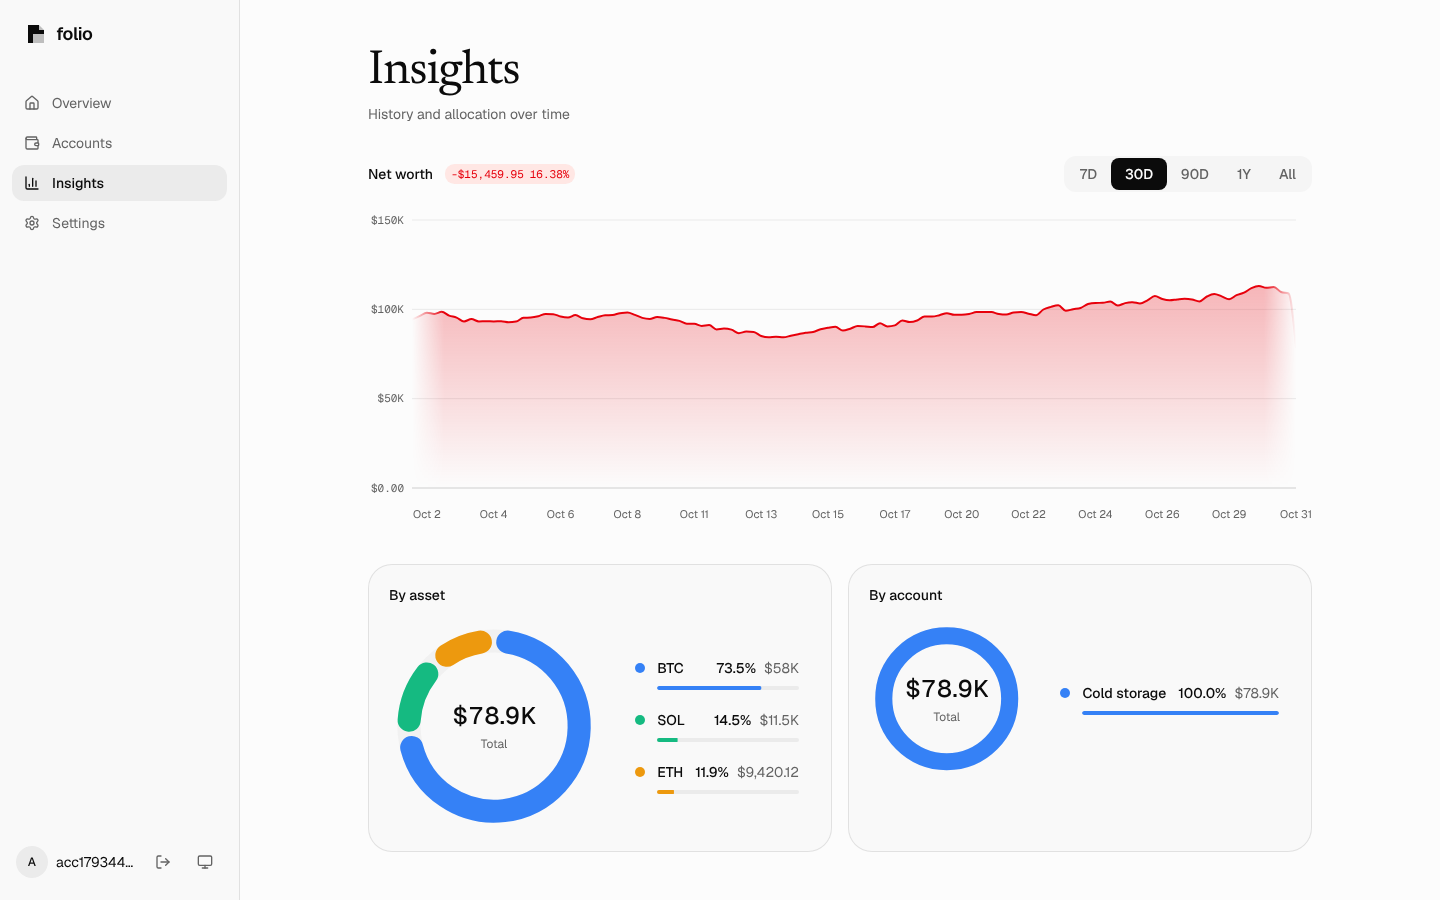 folio
Overview
Accounts
Insights
Settings
A
acc179344...
Insights
History and allocation over time
Net worth
-$15,459.95 16.38%
7D 30D 90D 1Y All
$150K
$100K
$50K
$0.00
Oct 2 Oct 4 Oct 6 Oct 8 Oct 11 Oct 13 Oct 15 Oct 17 Oct 20 Oct 22 Oct 24 Oct 26 Oct 29 Oct 31
By asset
$78.9K
Total
BTC 73.5% $58K
SOL 14.5% $11.5K
ETH 11.9% $9,420.12
By account
$78.9K
Total
Cold storage 100.0% $78.9K